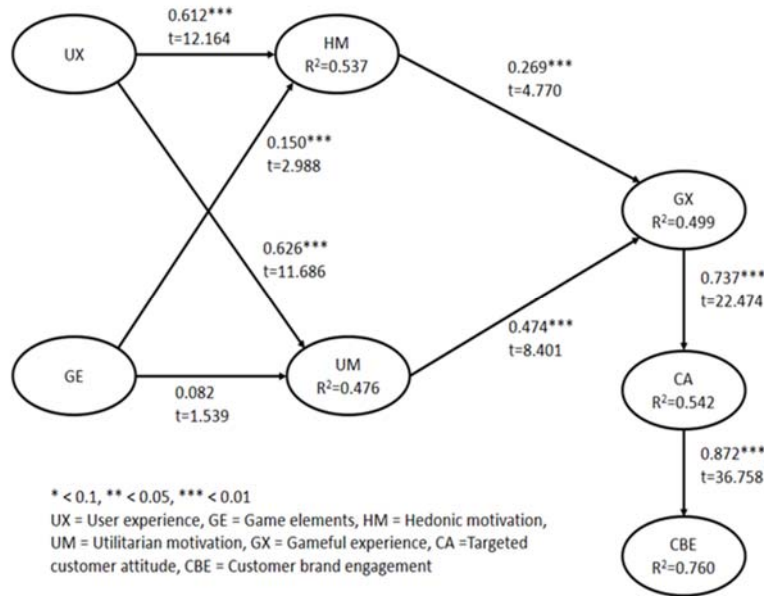 0.612***
t=12.164
UX
HM
R²=0.537
0.269***
t=4.770
0.150***
t=2.988
GX
R²=0.499
0.626***
t=11.686
0.737***
t=22.474
0.474***
t=8.401
GE
UM
R²=0.476
0.082
t=1.539
CA
R²=0.542
0.872***
t=36.758
* < 0.1, ** < 0.05, *** < 0.01
UX = User experience, GE = Game elements, HM = Hedonic motivation,
UM = Utilitarian motivation, GX = Gameful experience, CA =Targeted
customer attitude, CBE = Customer brand engagement
CBE
R²=0.760